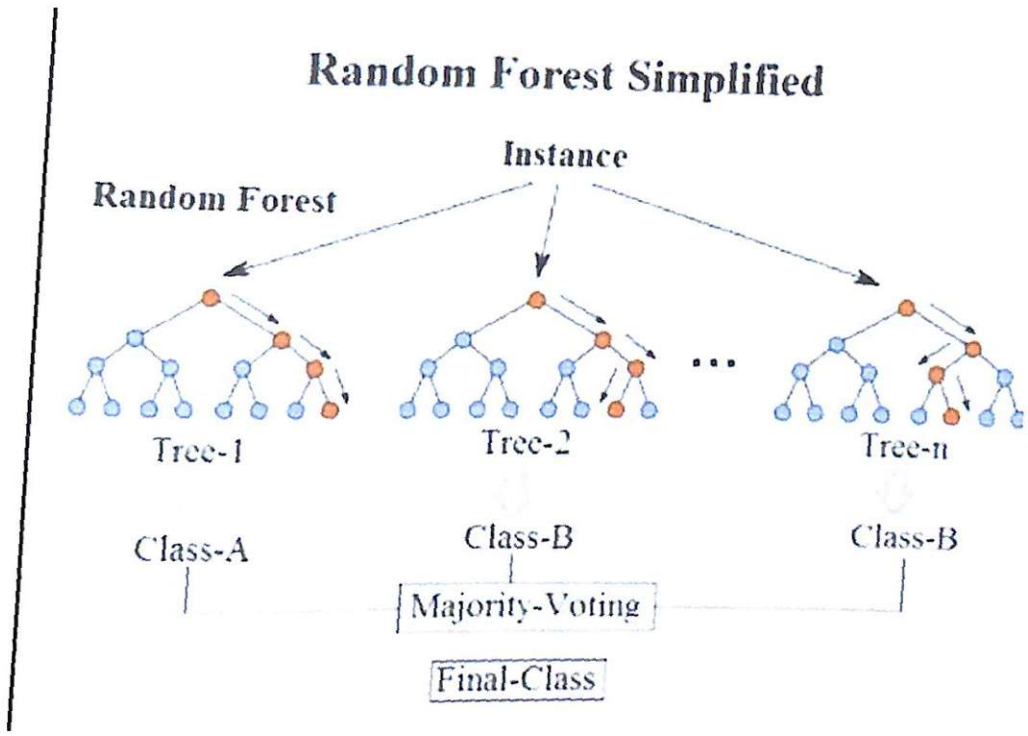 Random Forest Simplified
Instance
Random Forest
...
Tree-1 Tree-2 Tree-n
Class-A Class-B Class-B
Majority-Voting
Final-Class